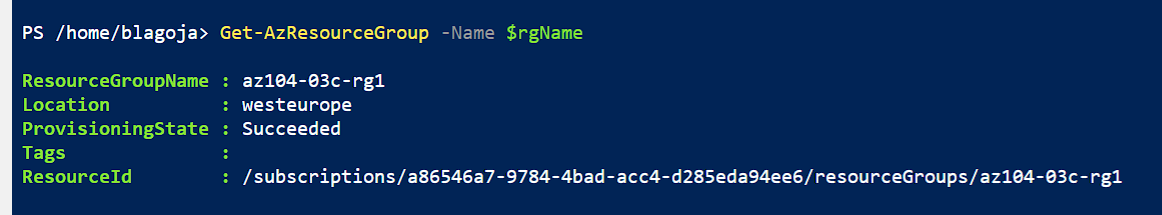 PS /home/blagoja> Get-AzResourceGroup -Name $rgName
ResourceGroupName : az104-03c-rg1
Location          : westeurope
ProvisioningState : Succeeded
Tags              :
ResourceId        : /subscriptions/a86546a7-9784-4bad-acc4-d285eda94ee6/resourceGroups/az104-03c-rg1